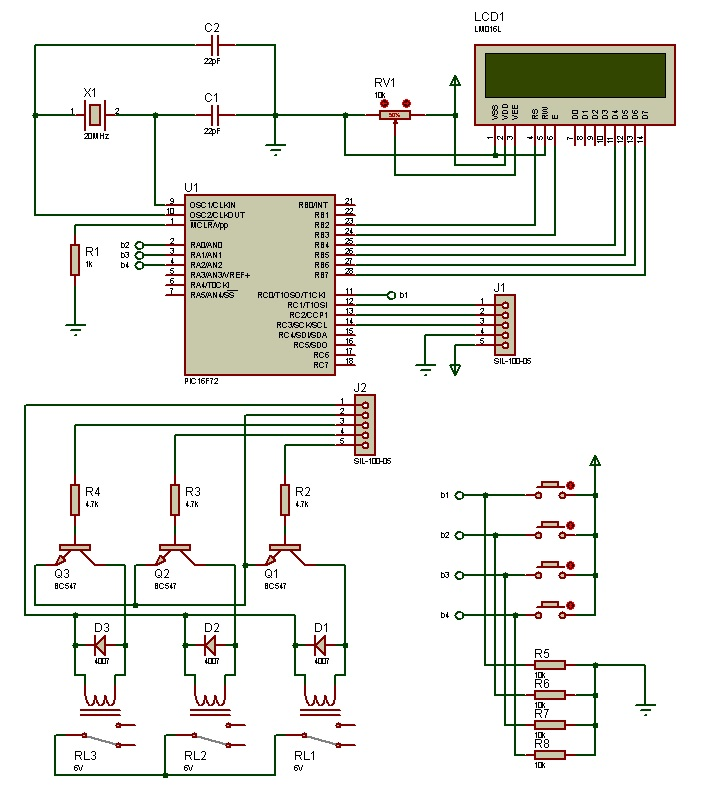 LCD1
LM016L
C2
22pF
X1
1
2
20MHz
C1
22pF
RV1
10k
50%
VSS
VDD
VEE
RS
RW
E
D0
D1
D2
D3
D4
D5
D6
D7
1
2
3
4
5
6
7
8
9
10
11
12
13
14
U1
9
OSC1/CLKIN
10
OSC2/CLKOUT
1
MCLR/Vpp
2
RA0/AN0
3
RA1/AN1
4
RA2/AN2
5
RA3/AN3/VREF+
6
RA4/T0CKI
7
RA5/AN4/SS
RB0/INT
21
RB1
22
RB2
23
RB3
24
RB4
25
RB5
26
RB6
27
RB7
28
RC0/T1OSO/T1CKI
11
RC1/T1OSI
12
RC2/CCP1
13
RC3/SCK/SCL
14
RC4/SDI/SDA
15
RC5/SDO
16
RC6
17
RC7
18
PIC16F72
b2
b3
b4
R1
1k
b1
J1
1
2
3
4
5
SIL-100-05
J2
1
2
3
4
5
SIL-100-05
R4
4.7k
R3
4.7k
R2
4.7k
Q3
BC547
Q2
BC547
Q1
BC547
D3
4007
D2
4007
D1
4007
RL3
6V
RL2
6V
RL1
6V
b1
b2
b3
b4
R5
10k
R6
10k
R7
10k
R8
10k